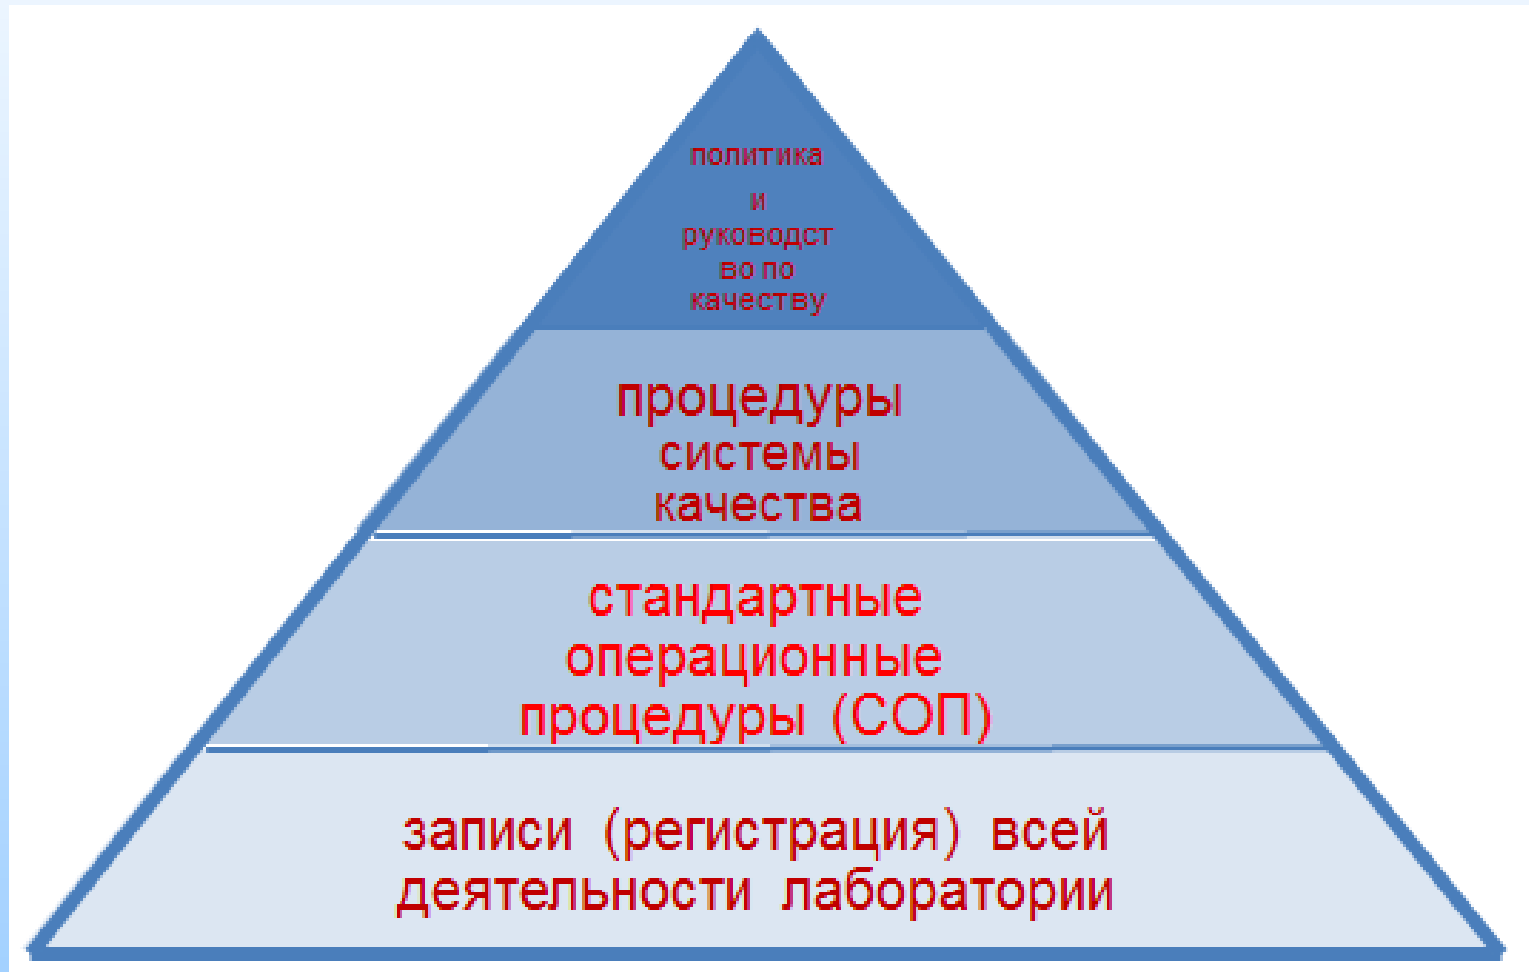 политика
и
руководст
во по
качеству
процедуры
системы
качества
стандартные
операционные
процедуры (СОП)
записи (регистрация) всей
деятельности лаборатории